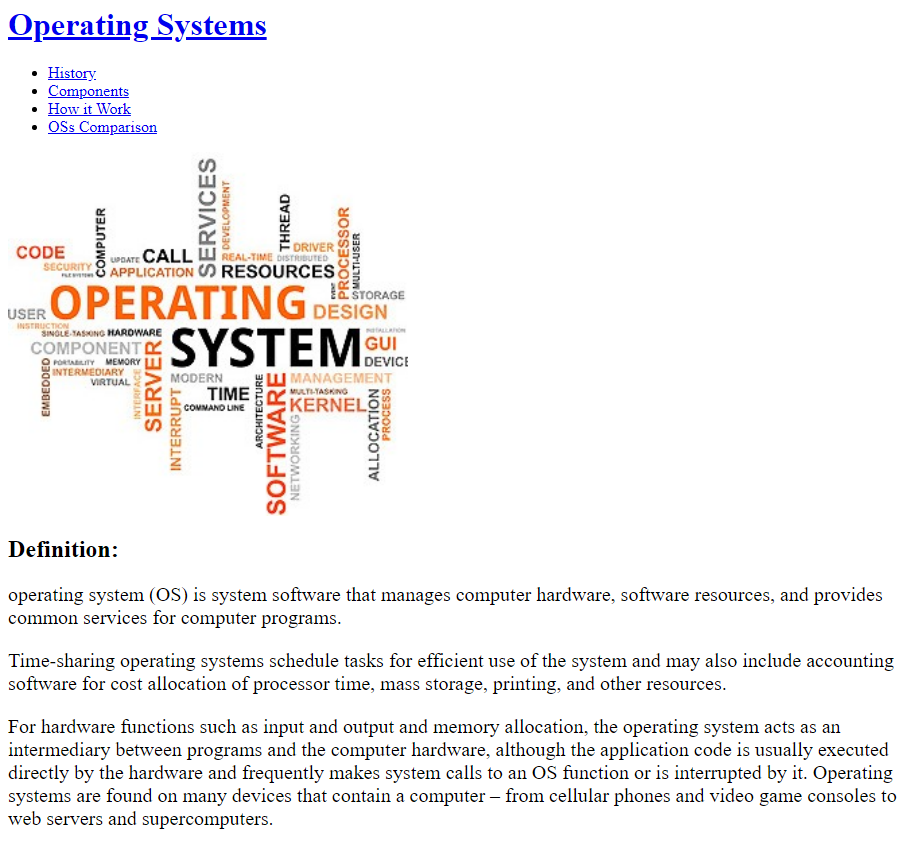 Operating Systems
History
Components
How it Work
OSs Comparison
SERVICES
DEVELOPMENT
THREAD
COMPUTER
PROCESSOR
MULTI-USER
CODE
UPDATE
CALL
REAL-TIME
DISTRIBUTED
DRIVER
SECURITY
FILE SYSTEMS
APPLICATION
RESOURCES
EVENT
STORAGE
USER
OPERATING
DESIGN
INSTRUCTION
SINGLE-TASKING
HARDWARE
SYSTEM
INSTALLATION
COMPONENT
SERVER
GUI
PORTABILITY
MEMORY
DEVICE
EMBEDDED
INTERMEDIARY
VIRTUAL
INTERFACE
INTERRUPT
MODERN
TIME
COMMAND LINE
ARCHITECTURE
SOFTWARE
MANAGEMENT
MULTI-TASKING
KERNEL
NETWORKING
ALLOCATION
PROCESS
Definition:
operating system (OS) is system software that manages computer hardware, software resources, and provides
common services for computer programs.
Time-sharing operating systems schedule tasks for efficient use of the system and may also include accounting
software for cost allocation of processor time, mass storage, printing, and other resources.
For hardware functions such as input and output and memory allocation, the operating system acts as an
intermediary between programs and the computer hardware, although the application code is usually executed
directly by the hardware and frequently makes system calls to an OS function or is interrupted by it. Operating
systems are found on many devices that contain a computer – from cellular phones and video game consoles to
web servers and supercomputers.